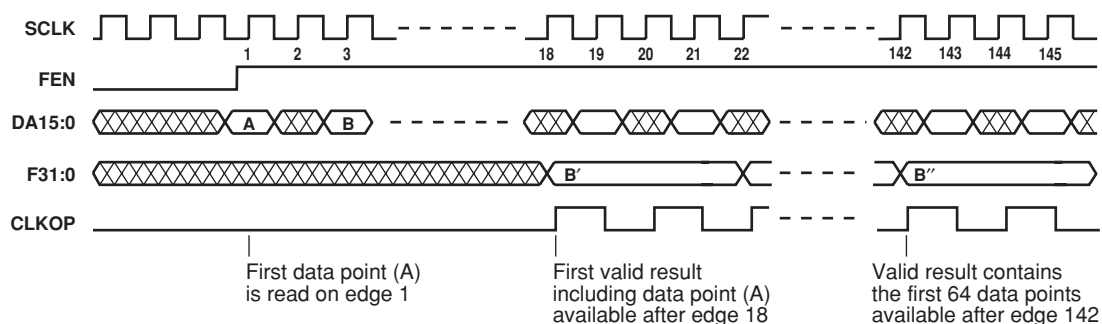 SCLK
1 2 3 18 19 20 21 22 142 143 144 145
FEN
DA15:0 A B
F31:0 B′ B″
CLKOP
First data point (A)
is read on edge 1
First valid result
including data point (A)
available after edge 18
Valid result contains
the first 64 data points
available after edge 142